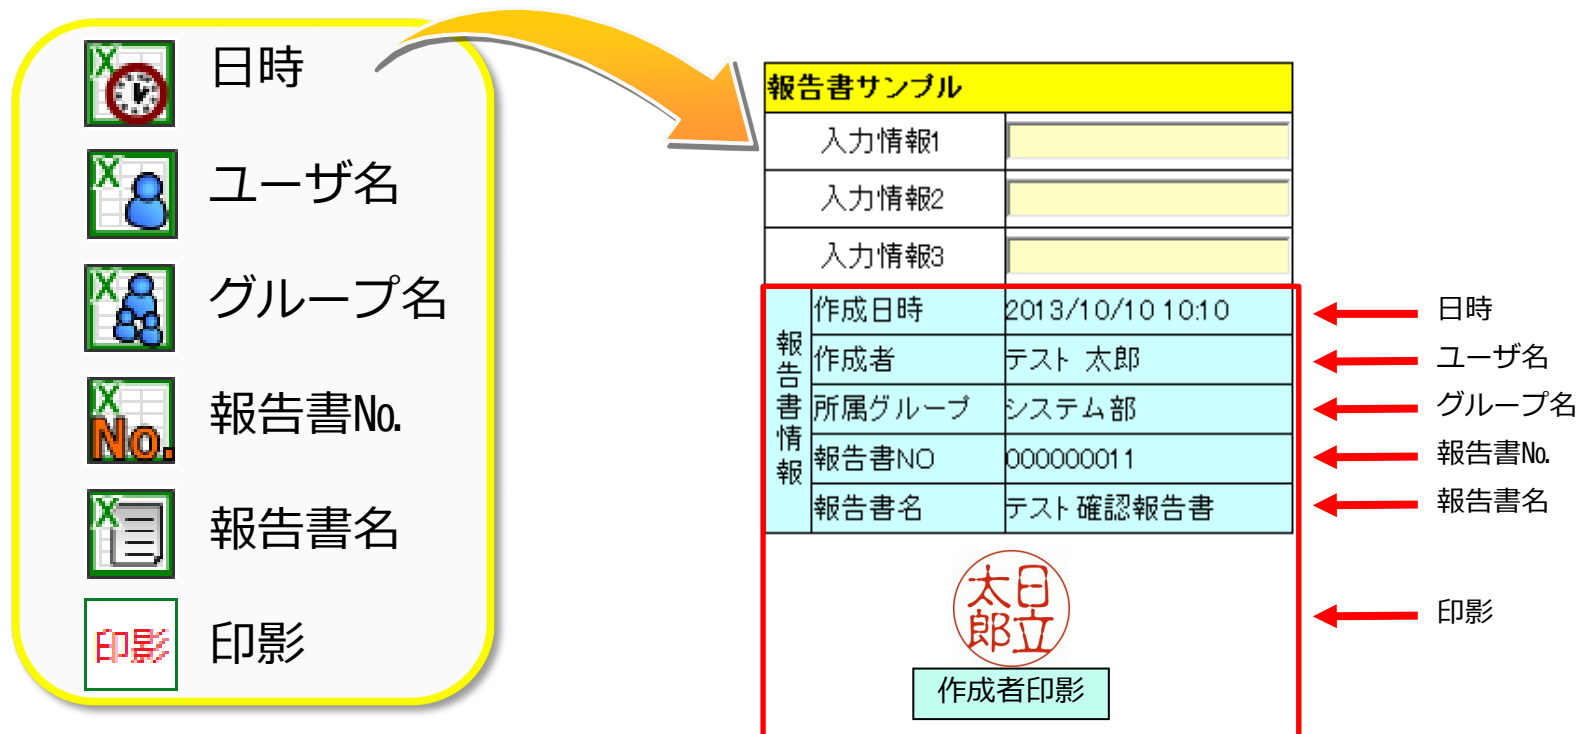 日時
ユーザ名
グループ名
No.
報告書No.
報告書名
印影
印影
報告書サンプル
入力情報1
入力情報2
入力情報3
報告書情報
作成日時 2013/10/10 10:10
作成者 テスト 太郎
所属グループ システム部
報告書NO 000000011
報告書名 テスト確認報告書
日立
太郎
作成者印影
日時
ユーザ名
グループ名
報告書No.
報告書名
印影